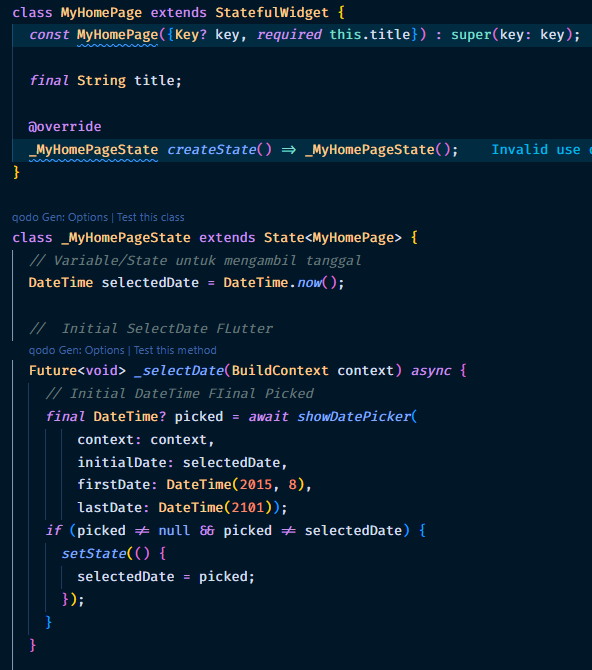 class MyHomePage extends StatefulWidget {
const MyHomePage({Key? key, required this.title}) : super(key: key);
final String title;
@override
_MyHomePageState createState() => _MyHomePageState();    Invalid use
}
qodo Gen: Options | Test this class
class _MyHomePageState extends State<MyHomePage> {
// Variable/State untuk mengambil tanggal
DateTime selectedDate = DateTime.now();
//  Initial SelectDate FLutter
qodo Gen: Options | Test this method
Future<void> _selectDate(BuildContext context) async {
// Initial DateTime FIinal Picked
final DateTime? picked = await showDatePicker(
context: context,
initialDate: selectedDate,
firstDate: DateTime(2015, 8),
lastDate: DateTime(2101));
if (picked != null && picked != selectedDate) {
setState(() {
selectedDate = picked;
});
}
}